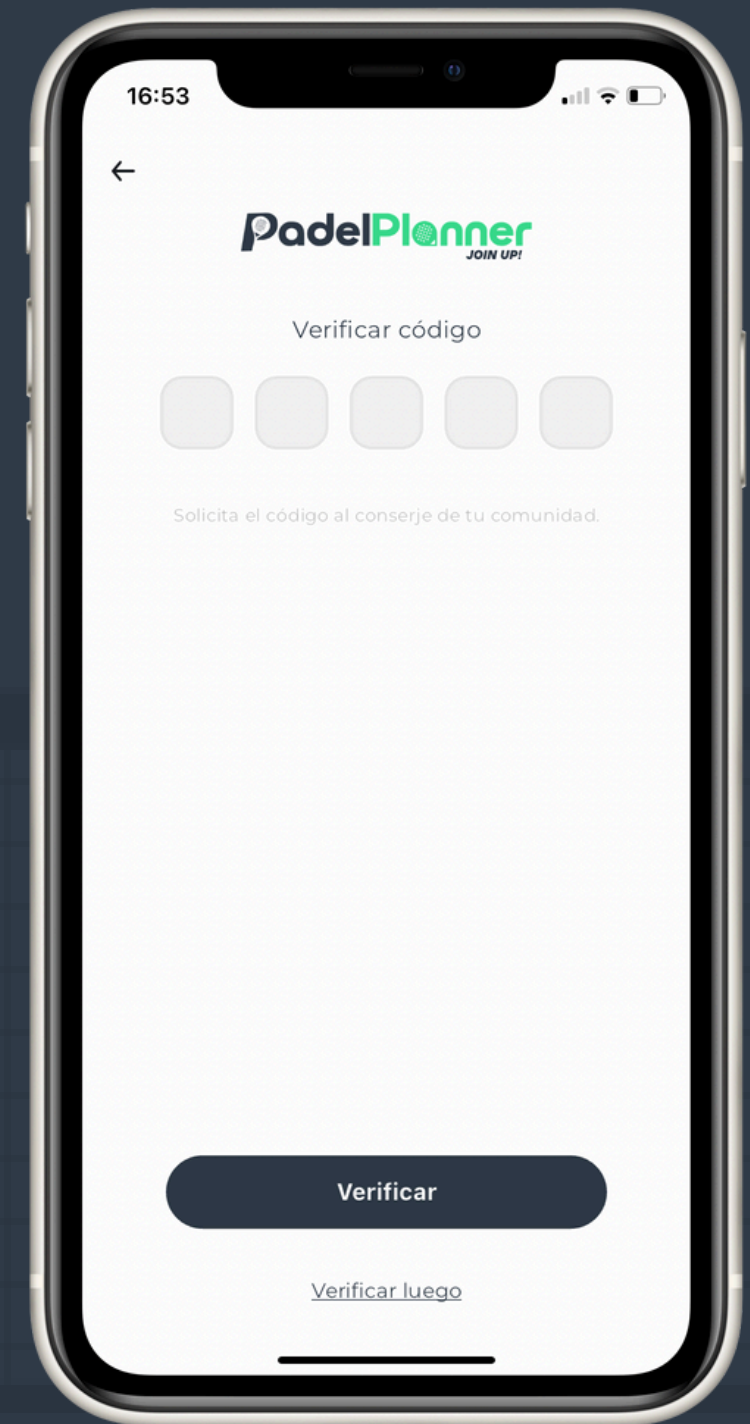 16:53
PadelPlanner
JOIN UP!
Verificar código
Solicita el código al conserje de tu comunidad.
Verificar
Verificar luego